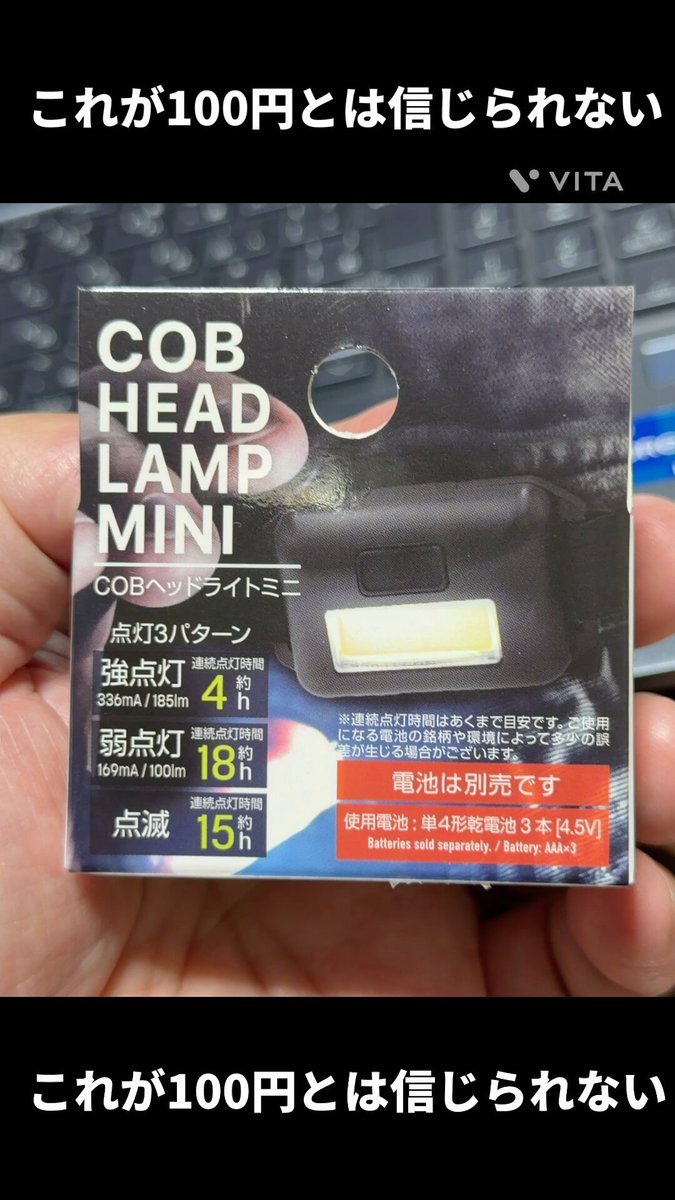 これが100円とは信じられない
VITA
COB
HEAD
LAMP
MINI
COBヘッドライトミニ
点灯3パターン
強点灯 連続点灯時間
336mA / 185lm 約4h
弱点灯 連続点灯時間
169mA / 100lm 約18h
点滅 連続点灯時間
約15h
※連続点灯時間はあくまで目安です。ご使用
になる電池の銘柄や環境によって多少の誤
差が生じる場合がございます。
電池は別売です
使用電池 : 単4形乾電池 3 本 [4.5V]
Batteries sold separately. / Battery: AAA×3
これが100円とは信じられない